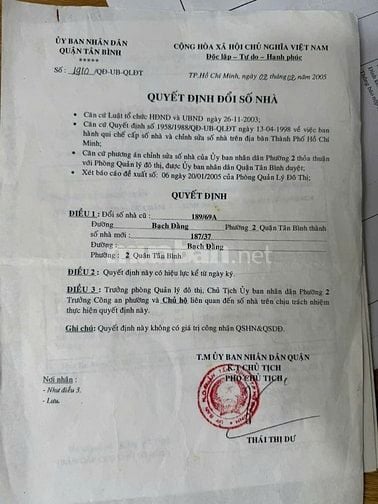 ỦY BAN NHÂN DÂN
QUẬN TÂN BÌNH
*****
Số : 1910 /QĐ-UB-QLĐT
CỘNG HÒA XÃ HỘI CHỦ NGHĨA VIỆT NAM
Độc lập - Tự do - Hạnh phúc
TP.Hồ Chí Minh, ngày 02 tháng 02 năm 2005
QUYẾT ĐỊNH ĐỔI SỐ NHÀ
• Căn cứ Luật tổ chức HĐND và UBND ngày 26-11-2003;
• Căn cứ Quyết định số 1958/1988/QĐ-UB-QLĐT ngày 13-04-1998 về việc ban
hành qui chế cấp số nhà và chỉnh sửa số nhà trên địa bàn Thành Phố Hồ Chí
Minh;
• Căn cứ phương án chỉnh sửa số nhà của Ủy ban nhân dân Phường 2 thỏa thuận
với Phòng Quản lý đô thị, được Ủy ban nhân dân Quận Tân Bình duyệt;
• Xét báo cáo đề xuất số: 06 ngày 20/01/2005 của Phòng Quản Lý Đô Thị;
QUYẾT ĐỊNH
ĐIỀU 1 : Đổi số nhà cũ : 189/69A
Đường Bạch Đằng Phường 2 Quận Tân Bình thành
số nhà mới : 187/37
Đường : Bạch Đằng
Phường : 2 Quận Tân Bình
muaban.net
ĐIỀU 2 : Quyết định này có hiệu lực kể từ ngày ký.
ĐIỀU 3 : Trưởng phòng Quản lý đô thị, Chủ Tịch Ủy ban nhân dân Phường 2
Trưởng Công an phường và Chủ hộ liên quan đến số nhà trên chịu trách nhiệm
thực hiện quyết định này.
Ghi chú: Quyết định này không có giá trị công nhận QSHN&QSDĐ.
T.M ỦY BAN NHÂN DÂN QUẬN
K.T CHỦ TỊCH
PHÓ CHỦ TỊCH
Nơi nhận :
- Như điều 3.
- Lưu.
THÁI THỊ DƯ